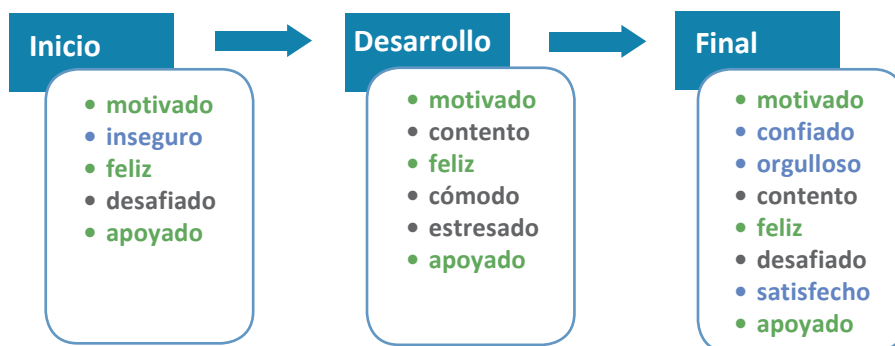 Inicio
• motivado
• inseguro
• feliz
• desafiado
• apoyado
Desarrollo
• motivado
• contento
• feliz
• cómodo
• estresado
• apoyado
Final
• motivado
• confiado
• orgulloso
• contento
• feliz
• desafiado
• satisfecho
• apoyado